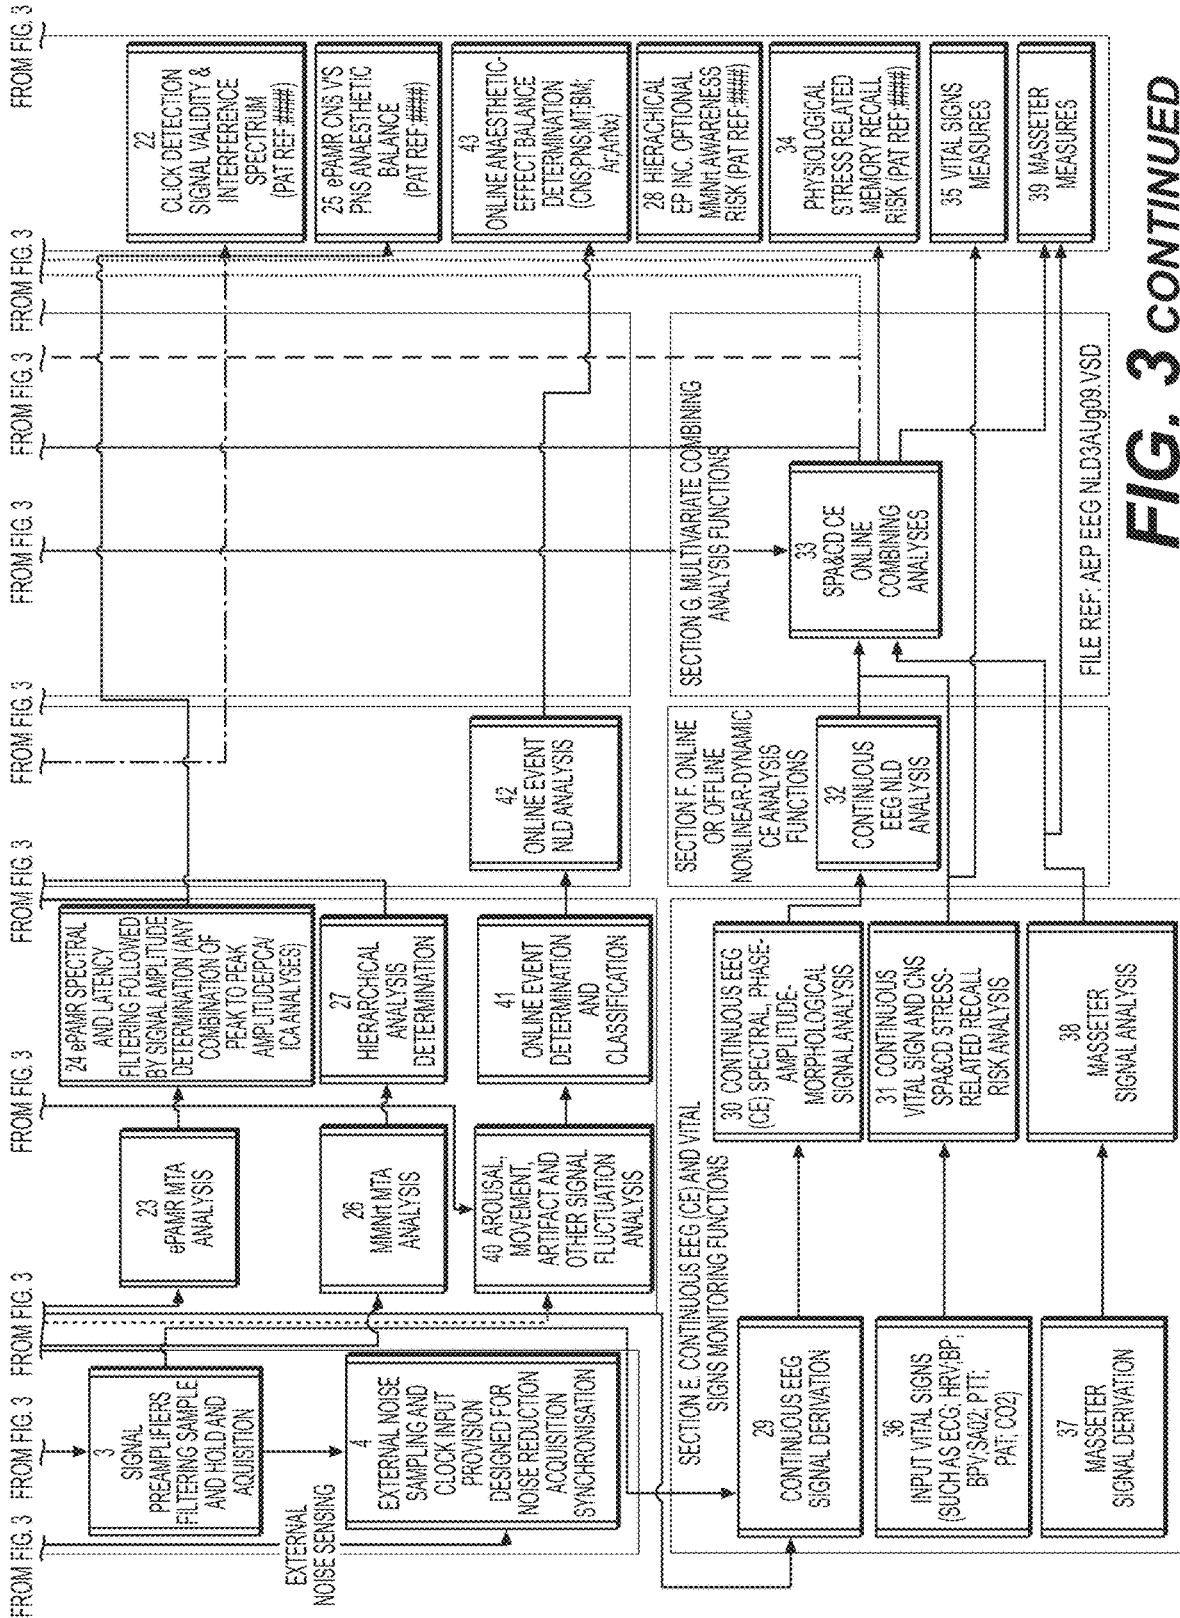 FROM FIG. 3
FROM FIG. 3
FROM FIG. 3
FROM FIG. 3
FROM FIG. 3
FROM FIG. 3
FROM FIG. 3
FROM FIG. 3
FROM FIG. 3
FROM FIG. 3
FROM FIG. 3
3
SIGNAL
PREAMPLIFIERS
FILTERING SAMPLE
AND HOLD AND
AQUISITION
EXTERNAL
NOISE SENSING
4
EXTERNAL NOISE
SAMPLING AND
CLOCK INPUT
PROVISION
DESIGNED FOR
NOISE REDUCTION
ACQUISITION
SYNCHRONISATION)
23
ePAMR MTA
ANALYSIS
24 ePAMR SPECTRAL
AND LATENCY
FILTERING FOLLOWED
BY SIGNAL AMPLITUDE
DETERMINATION (ANY
COMBINATION OF
PEAK TO PEAK
AMPLITUDE/PCA/
ICA ANALYSES)
26
MMNrt MTA
ANALYSIS
27
HIERARCHICAL
ANALYSIS
DETERMINATION
40 AROUSAL,
MOVEMENT,
ARTIFACT AND
OTHER SIGNAL
FLUCTUATION
ANALYSIS
41
ONLINE EVENT
DETERMINATION
AND
CLASSIFICATION
42
ONLINE EVENT
NLD ANALYSIS
22
CLICK DETECTION
SIGNAL VALIDITY &
INTERFERENCE
SPECTRUM
(PAT REF.####)
25 ePAMR CNS V'S
PNS ANAESTHETIC
BALANCE
(PAT REF.####)
43
ONLINE ANAESTHETIC-
EFFECT BALANCE
DETERMINATION
(CNS;PNS;MT;BM;
Ar;ArNx)
28 HIERACHICAL
EP INC. OPTIONAL
MMNrt AWARENESS
RISK (PAT REF.####)
34
PHYSIOLOGICAL
STRESS RELATED
MEMORY RECALL
RISK (PAT REF.####)
35 VITAL SIGNS
MEASURES
39 MASSETER
MEASURES
SECTION E. CONTINUOUS EEG (CE) AND VITAL
SIGNS MONITORING FUNCTIONS
29
CONTINUOUS EEG
SIGNAL DERIVATION
30 CONTINUOUS EEG
(CE) SPECTRAL, PHASE-
AMPLITUDE-
MORPHOLOGICAL
SIGNAL ANALYSIS
36
INPUT VITAL SIGNS
(SUCH AS ECG; HRV;BP;
BPV;SA02; PTT;
PAT; CO2)
31 CONTINUOUS
VITAL SIGN AND CNS
SPA&CD STRESS-
RELATED RECALL
RISK ANALYSIS
37
MASSETER
SIGNAL DERVATION
38
MASSETER
SIGNAL ANALYSIS
SECTION F. ONLINE
OR OFFLINE
NONLINEAR-DYNAMIC
CE ANALYSIS
FUNCTIONS
32
CONTINUOUS
EEG NLD
ANALYSIS
SECTION G. MULTIVARIATE COMBINING
ANALYSIS FUNCTIONS
33
SPA&CD CE
ONLINE
COMBINING
ANALYSES
FILE REF: AEP EEG NLD3AUg09.VSD
FIG. 3 CONTINUED